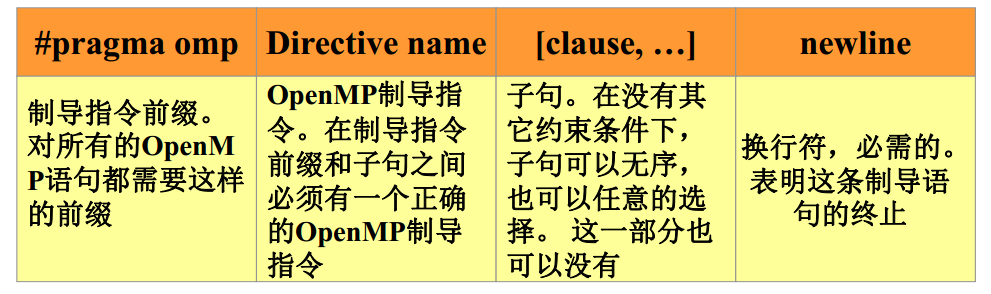 #pragma omp
Directive name
[clause, …]
newline
制导指令前缀。
对所有的OpenM
P语句都需要这样
的前缀
OpenMP制导指
令。在制导指令
前缀和子句之间
必须有一个正确
的OpenMP制导
指令
子句。在没有其
它约束条件下，
子句可以无序，
也可以任意的选
择。 这一部分也
可以没有
换行符，必需的。
表明这条制导语
句的终止